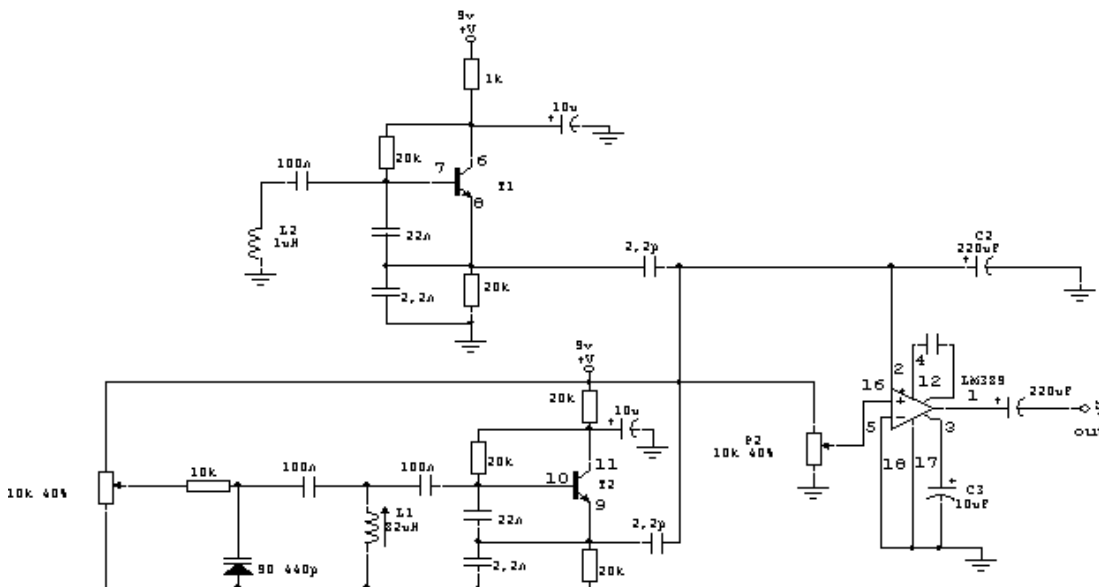 9v
+V
1k
10u
+
20k
7
6
100n
T1
8
L2
1uH
22n
2,2n
20k
2,2p
C2
220uF
+
9v
+V
20k
10u
+
4
2
12
LM389
16
+
+
1
220uF
+
5
-
3
P2
10k 40%
18
17
+
C3
10uF
10k
100n
100n
20k
11
10
T2
9
10k 40%
L1
82uH
22n
2,2p
90 440p
2,2n
20k